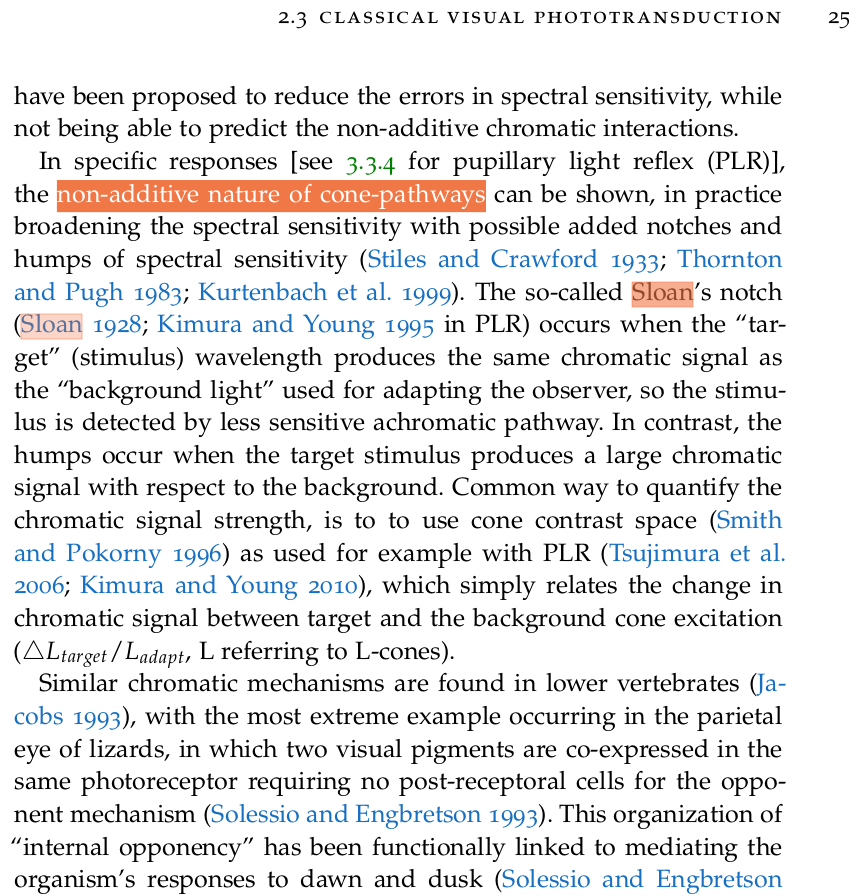 2.3 CLASSICAL VISUAL PHOTOTRANSDUCTION 25
have been proposed to reduce the errors in spectral sensitivity, while
not being able to predict the non-additive chromatic interactions.
In specific responses [see 3.3.4 for pupillary light reflex (PLR)],
the non-additive nature of cone-pathways can be shown, in practice
broadening the spectral sensitivity with possible added notches and
humps of spectral sensitivity (Stiles and Crawford 1933; Thornton
and Pugh 1983; Kurtenbach et al. 1999). The so-called Sloan's notch
(Sloan 1928; Kimura and Young 1995 in PLR) occurs when the “tar-
get” (stimulus) wavelength produces the same chromatic signal as
the “background light” used for adapting the observer, so the stimu-
lus is detected by less sensitive achromatic pathway. In contrast, the
humps occur when the target stimulus produces a large chromatic
signal with respect to the background. Common way to quantify the
chromatic signal strength, is to to use cone contrast space (Smith
and Pokorny 1996) as used for example with PLR (Tsujimura et al.
2006; Kimura and Young 2010), which simply relates the change in
chromatic signal between target and the background cone excitation
(△L_target/L_adapt, L referring to L-cones).
Similar chromatic mechanisms are found in lower vertebrates (Ja-
cobs 1993), with the most extreme example occurring in the parietal
eye of lizards, in which two visual pigments are co-expressed in the
same photoreceptor requiring no post-receptoral cells for the oppo-
nent mechanism (Solessio and Engbretson 1993). This organization of
“internal opponency” has been functionally linked to mediating the
organism's responses to dawn and dusk (Solessio and Engbretson